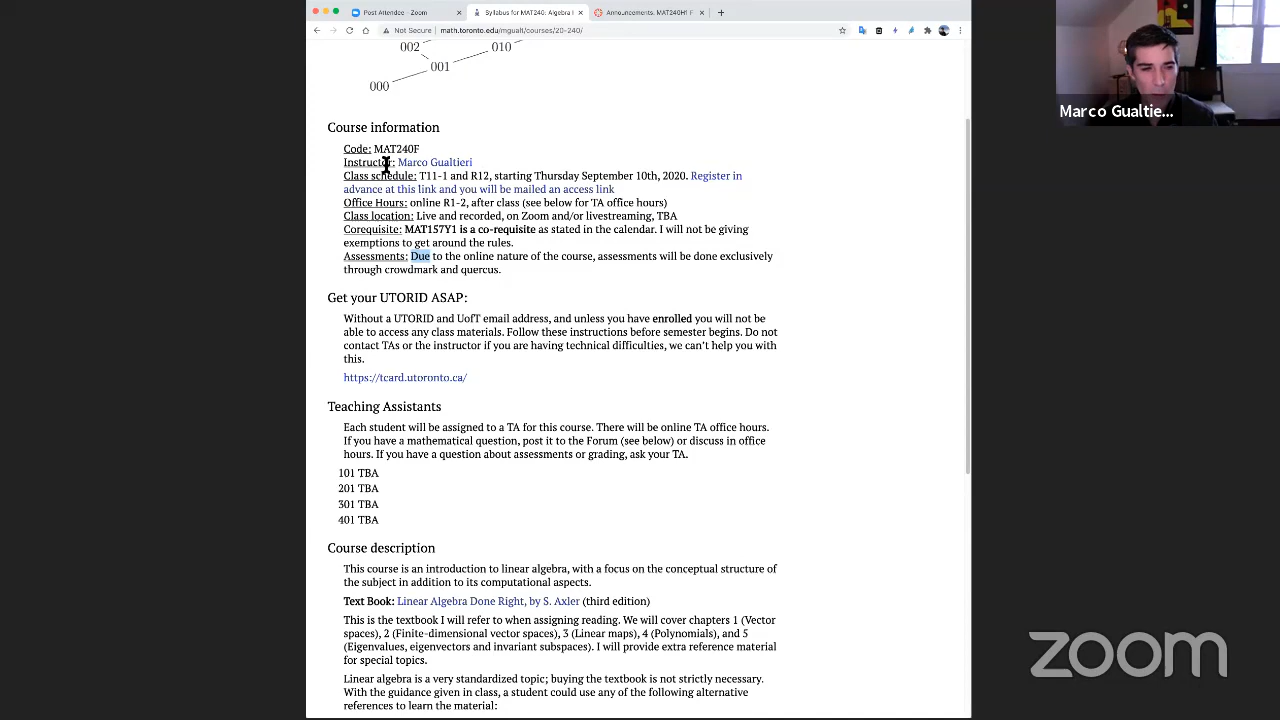 Post Attendee - Zoom
Syllabus for MAT240: Algebra I
Announcements: MAT240H1 F
Not Secure
math.toronto.edu/mgualt/courses/20-240/
002
010
001
000
Course information
Code: MAT240F
Instructor: Marco Gualtieri
Class schedule: T11-1 and R12, starting Thursday September 10th, 2020. Register in
advance at this link and you will be mailed an access link
Office Hours: online R1-2, after class (see below for TA office hours)
Class location: Live and recorded, on Zoom and/or livestreaming, TBA
Corequisite: MAT157Y1 is a co-requisite as stated in the calendar. I will not be giving
exemptions to get around the rules.
Assessments: Due to the online nature of the course, assessments will be done exclusively
through crowdmark and quercus.
Get your UTORID ASAP:
Without a UTORID and UofT email address, and unless you have enrolled you will not be
able to access any class materials. Follow these instructions before semester begins. Do not
contact TAs or the instructor if you are having technical difficulties, we can't help you with
this.
https://tcard.utoronto.ca/
Teaching Assistants
Each student will be assigned to a TA for this course. There will be online TA office hours.
If you have a mathematical question, post it to the Forum (see below) or discuss in office
hours. If you have a question about assessments or grading, ask your TA.
101 TBA
201 TBA
301 TBA
401 TBA
Course description
This course is an introduction to linear algebra, with a focus on the conceptual structure of
the subject in addition to its computational aspects.
Text Book: Linear Algebra Done Right, by S. Axler (third edition)
This is the textbook I will refer to when assigning reading. We will cover chapters 1 (Vector
spaces), 2 (Finite-dimensional vector spaces), 3 (Linear maps), 4 (Polynomials), and 5
(Eigenvalues, eigenvectors and invariant subspaces). I will provide extra reference material
for special topics.
Linear algebra is a very standardized topic; buying the textbook is not strictly necessary.
With the guidance given in class, a student could use any of the following alternative
references to learn the material:
Marco Gualtie...
zoom